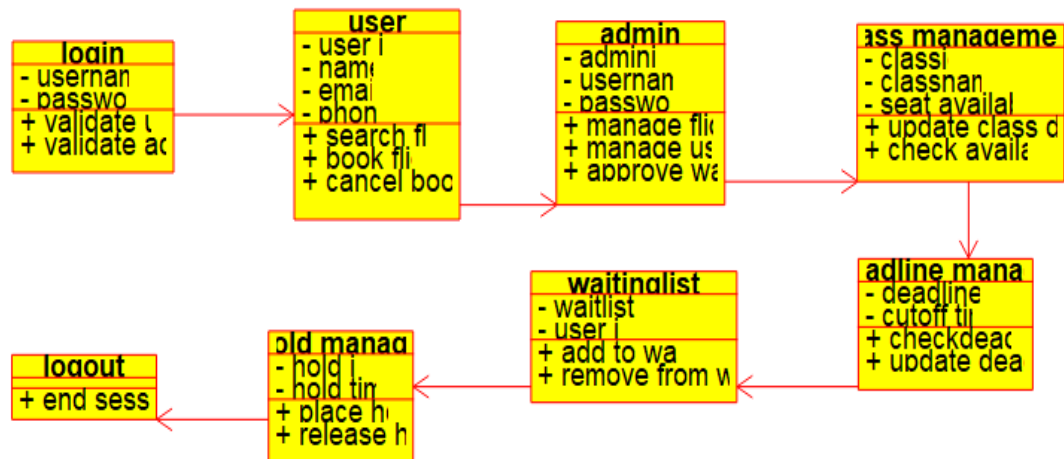 login
- usernan
- passwo
+ validate u
+ validate ac
user
- user i
- name
- emai
- phon
+ search fl
+ book flig
+ cancel boo
admin
- admini
- usernan
- passwo
+ manage flig
+ manage us
+ approve wa
ass manageme
- classi
- classnam
- seat availal
+ update class d
+ check availa
adline mana
- deadline
- cutoff tir
+ checkdead
+ update dea
waitinglist
- waitlist
- user i
+ add to wa
+ remove from w
old manag
- hold i
- hold tim
+ place ho
+ release h
logout
+ end sess